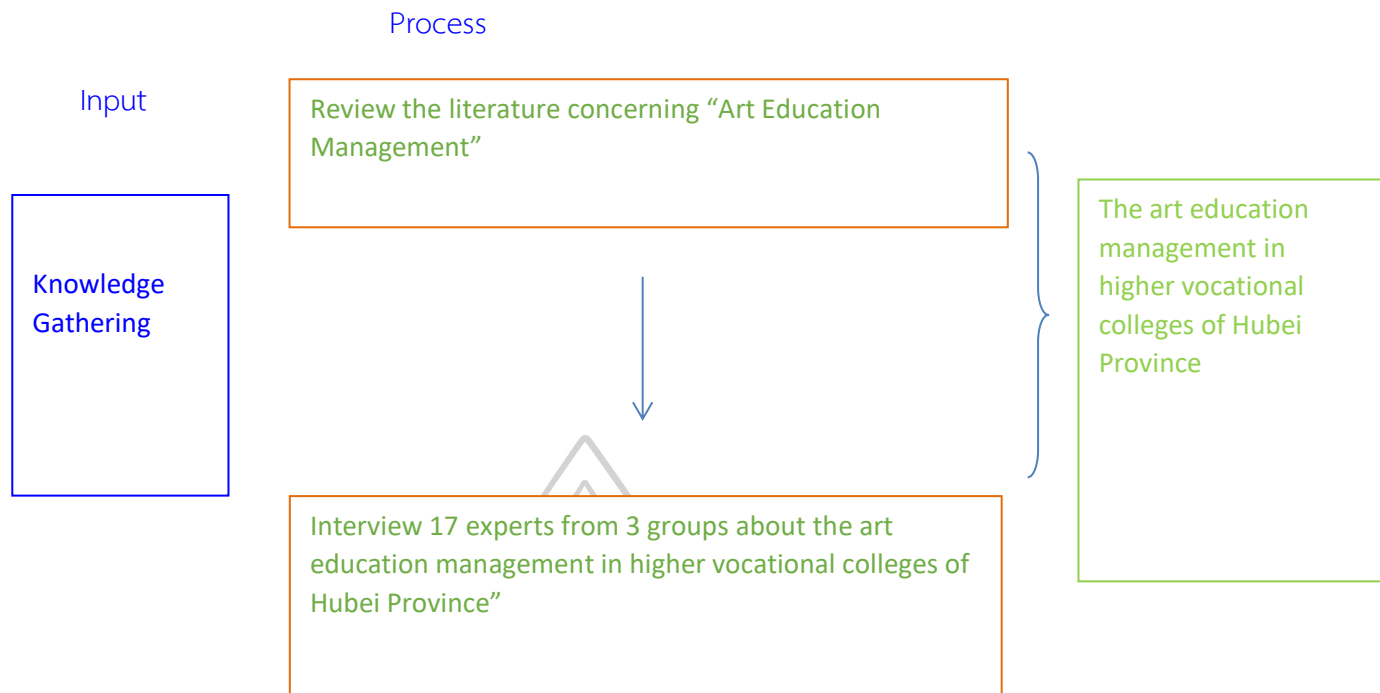 Process
Input
Review the literature concerning “Art Education
Management”
Knowledge
Gathering
The art education
management in
higher vocational
colleges of Hubei
Province
Interview 17 experts from 3 groups about the art
education management in higher vocational colleges of
Hubei Province”